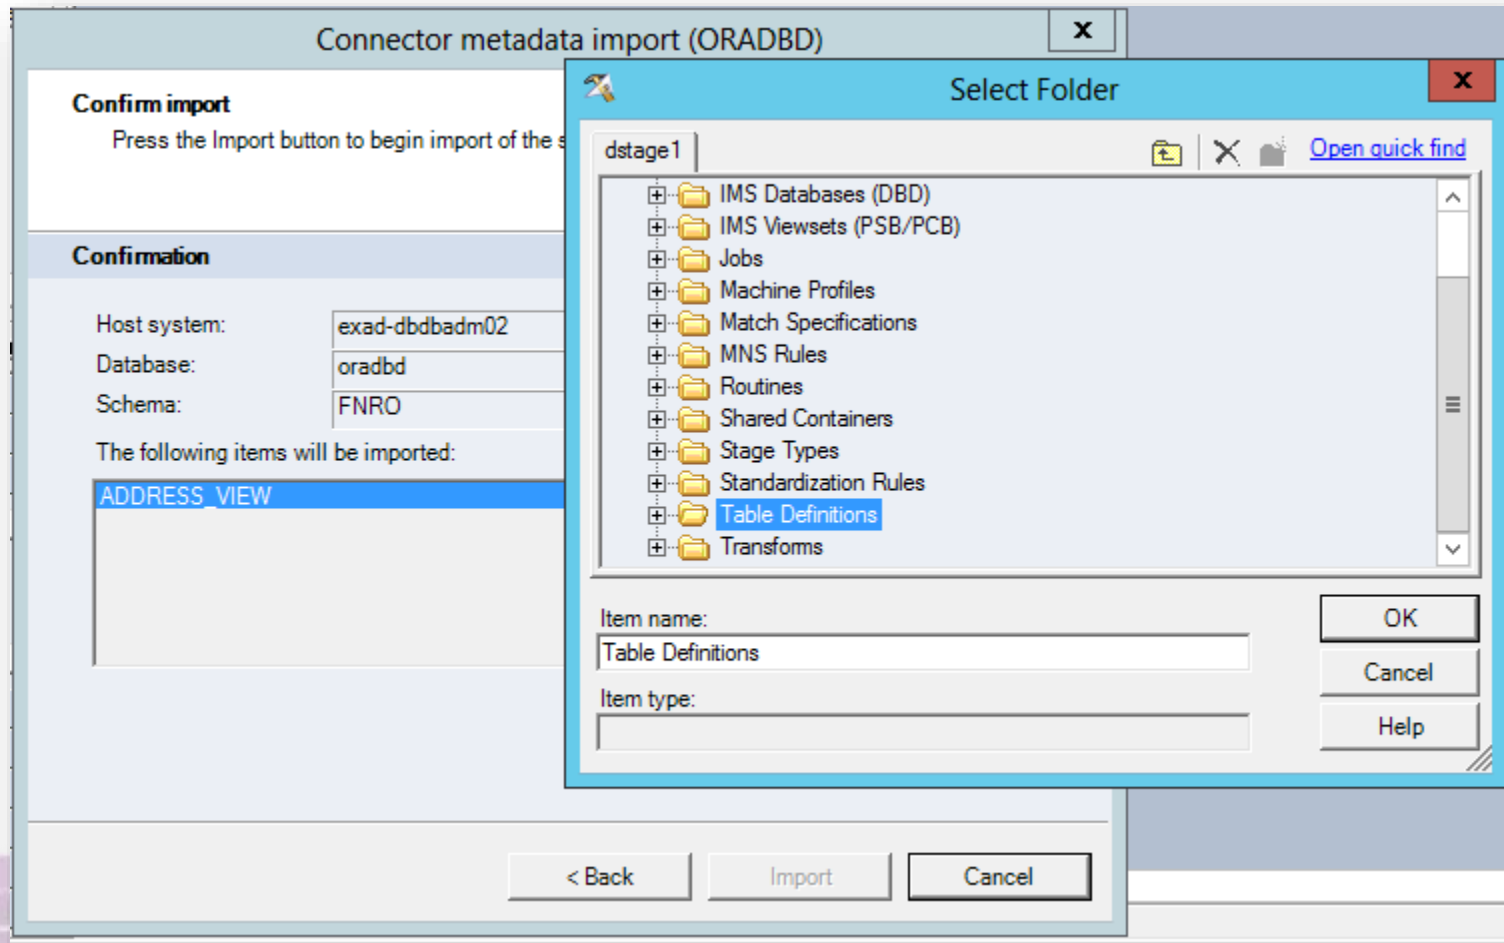 Connector metadata import (ORADBD)
x
Confirm import
Press the Import button to begin import of the
Confirmation
Host system:
exad-dbdbadm02
Database:
oradbd
Schema:
FNRO
The following items will be imported:
ADDRESS_VIEW
< Back
Import
Cancel
Select Folder
x
dstage1
Open quick find
IMS Databases (DBD)
IMS Viewsets (PSB/PCB)
Jobs
Machine Profiles
Match Specifications
MNS Rules
Routines
Shared Containers
Stage Types
Standardization Rules
Table Definitions
Transforms
Item name:
Table Definitions
Item type:
OK
Cancel
Help